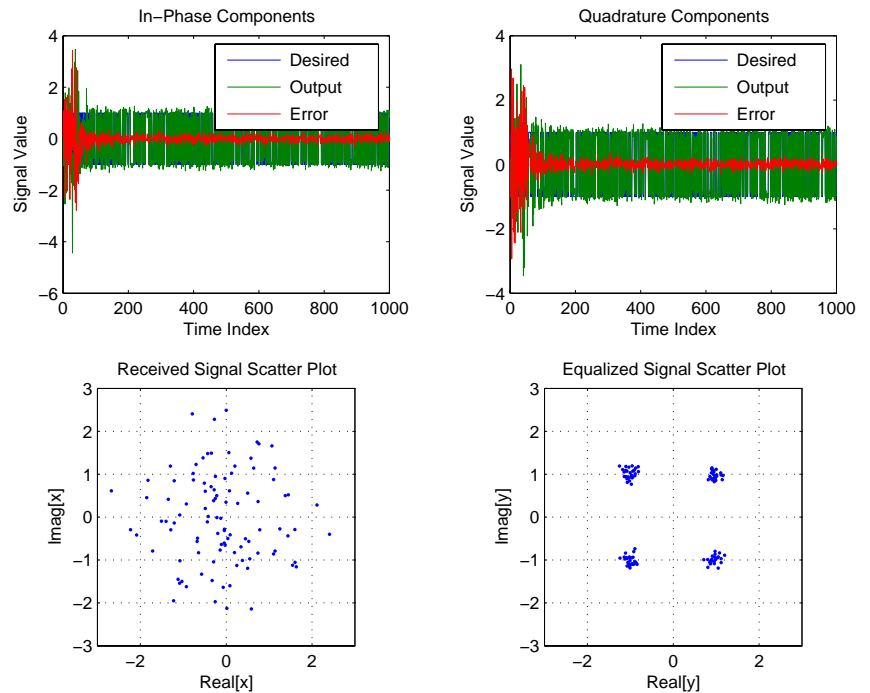 In−Phase Components
4
2
0
−2
−4
−6
Signal Value
Desired
Output
Error
0
200
400
600
800
1000
Time Index
Quadrature Components
4
2
0
−2
−4
Signal Value
Desired
Output
Error
0
200
400
600
800
1000
Time Index
Received Signal Scatter Plot
3
2
1
0
−1
−2
−3
Imag[x]
−2
0
2
Real[x]
Equalized Signal Scatter Plot
3
2
1
0
−1
−2
−3
Imag[y]
−2
0
2
Real[y]